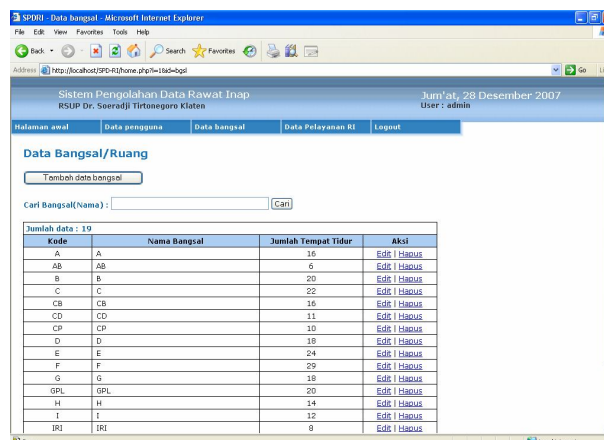 SPDRI - Data bangsal - Microsoft Internet Explorer
File Edit View Favorites Tools Help
Back Search Favorites
Address http://localhost/SPD-RI/home.php?l=1&id=bgsl Go
Sistem Pengolahan Data Rawat Inap Jum'at, 28 Desember 2007
RSUP Dr. Soeradji Tirtonegoro Klaten User : admin
Halaman awal Data pengguna Data bangsal Data Pelayanan RI Logout
Data Bangsal/Ruang
Tambah data bangsal
Cari Bangsal(Nama) : Cari
Jumlah data : 19
Kode Nama Bangsal Jumlah Tempat Tidur Aksi
A A 16 Edit | Hapus
AB AB 6 Edit | Hapus
B B 20 Edit | Hapus
C C 22 Edit | Hapus
CB CB 16 Edit | Hapus
CD CD 11 Edit | Hapus
CP CP 10 Edit | Hapus
D D 18 Edit | Hapus
E E 24 Edit | Hapus
F F 29 Edit | Hapus
G G 18 Edit | Hapus
GPL GPL 20 Edit | Hapus
H H 14 Edit | Hapus
I I 12 Edit | Hapus
IRI IRI 8 Edit | Hapus